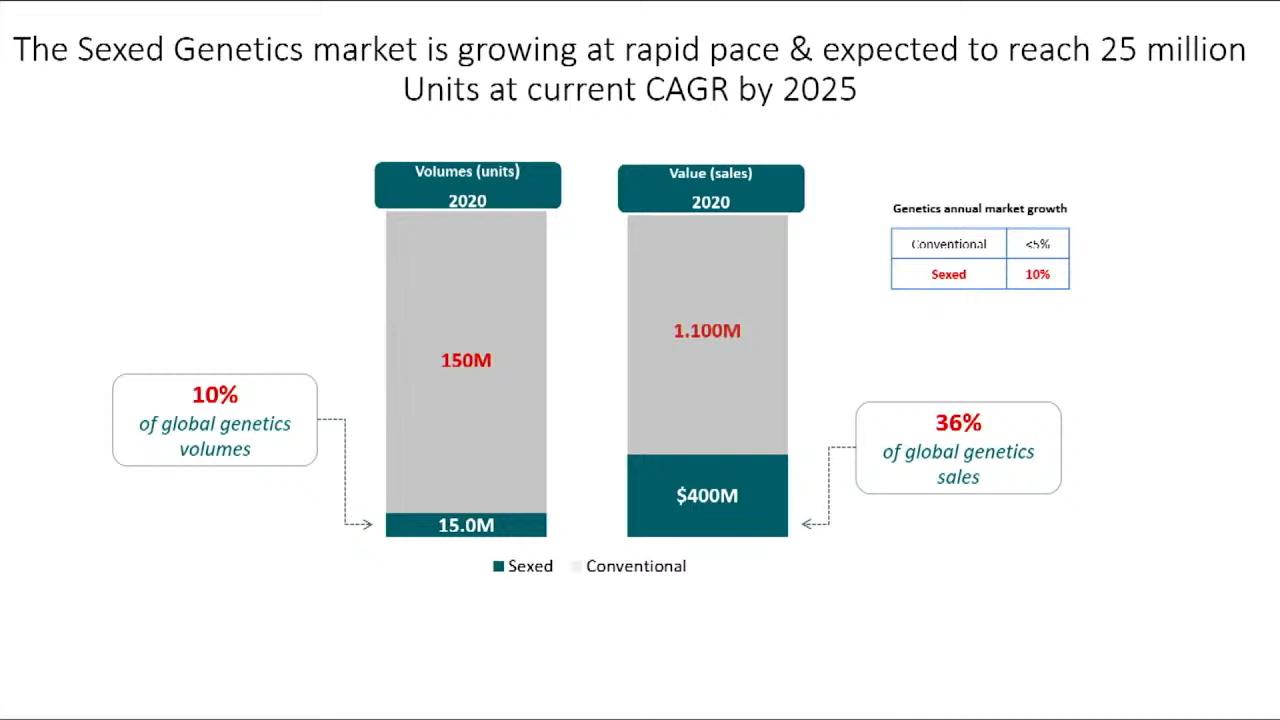 The Sexed Genetics market is growing at rapid pace & expected to reach 25 million
Units at current CAGR by 2025
Volumes (units)
2020
Value (sales)
2020
Genetics annual market growth
Conventional <5%
Sexed 10%
150M
1.100M
10%
of global genetics
volumes
36%
of global genetics
sales
15.0M
$400M
Sexed Conventional